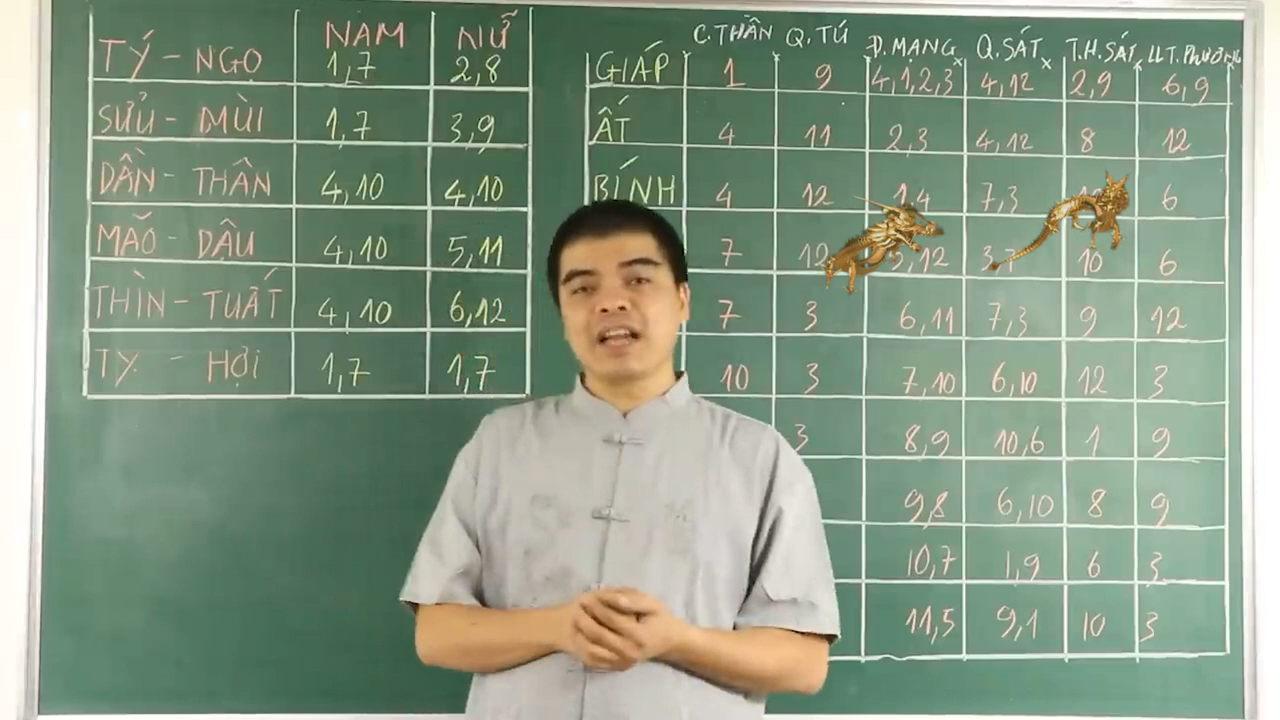 NAM NỮ
TÝ - NGỌ 1,7 2,8
SỬU - MÙI 1,7 3,9
DẦN - THÂN 4,10 4,10
MÃO - DẬU 4,10 5,11
THÌN - TUẤT 4,10 6,12
TỴ - HỢI 1,7 1,7
C.THẦN Q.TÚ Đ.MẠNG Q.SÁT T.H.SÁT LLT.PHƯƠNG
GIÁP 1 9 4,1,2,3 4,12 2,9 6,9
ẤT 4 11 2,3 4,12 8 12
BÍNH 4 12 1,4 7,3 6
7 12 5,12 3,7 10 6
7 3 6,11 7,3 9 12
10 3 7,10 6,10 12 3
3 8,9 10,6 1 9
9,8 6,10 8 9
10,7 1,9 6 3
11,5 9,1 10 3